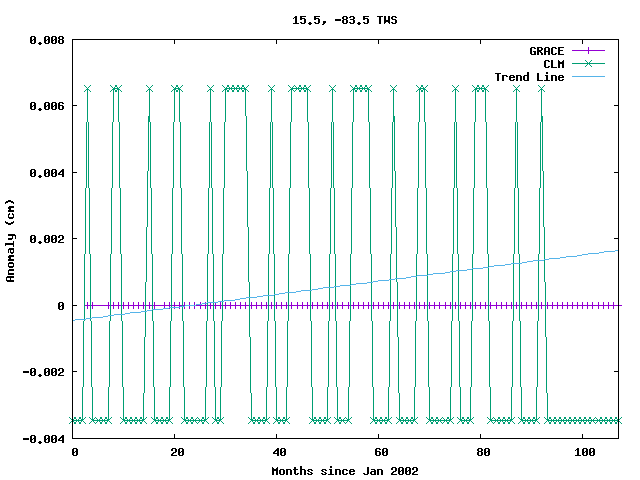 15.5, -83.5 TWS
0.008
GRACE
CLM
Trend Line
0.006
0.004
0.002
0
-0.002
-0.004
Anomaly (cm)
0 20 40 60 80 100
Months since Jan 2002